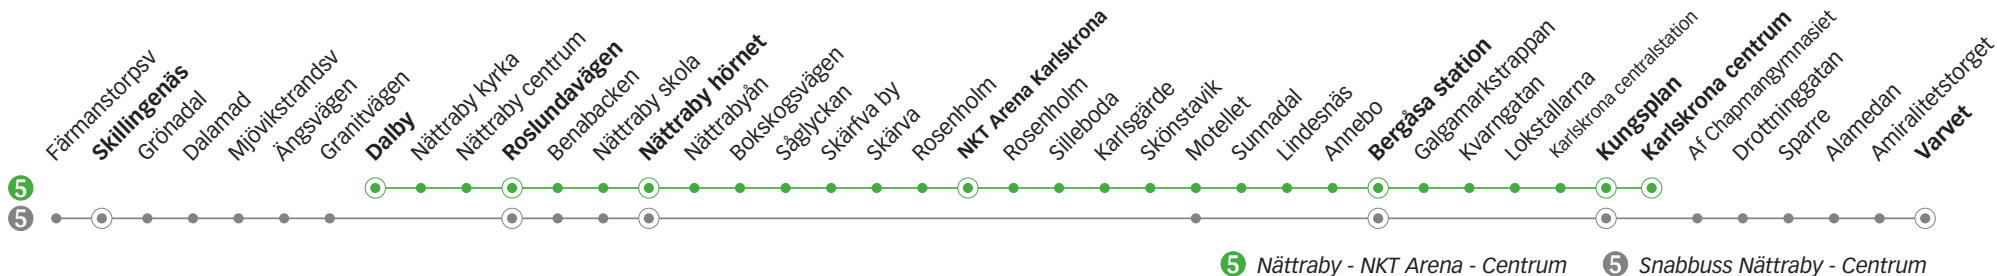 Färmanstorpsv
Skillingenäs
Grönadal
Dalamad
Mjövikstrandsv
Ängsvägen
Granitvägen
Dalby
Nättraby kyrka
Nättraby centrum
Roslundavägen
Benabacken
Nättraby skola
Nättraby hörnet
Nättrabyån
Bokskogsvägen
Såglyckan
Skärfva by
Skärva
Rosenholm
NKT Arena Karlskrona
Rosenholm
Silleboda
Karlsgärde
Skönstavik
Motellet
Sunnadal
Lindesnäs
Annebo
Bergåsa station
Galgamarkstrappan
Kvarngatan
Lokstallarna
Karlskrona centralstation
Kungsplan
Karlskrona centrum
Af Chapmangymnasiet
Drottninggatan
Sparre
Alamedan
Amiralitetstorget
Varvet
5
5
5 Nättraby - NKT Arena - Centrum
5 Snabbuss Nättraby - Centrum